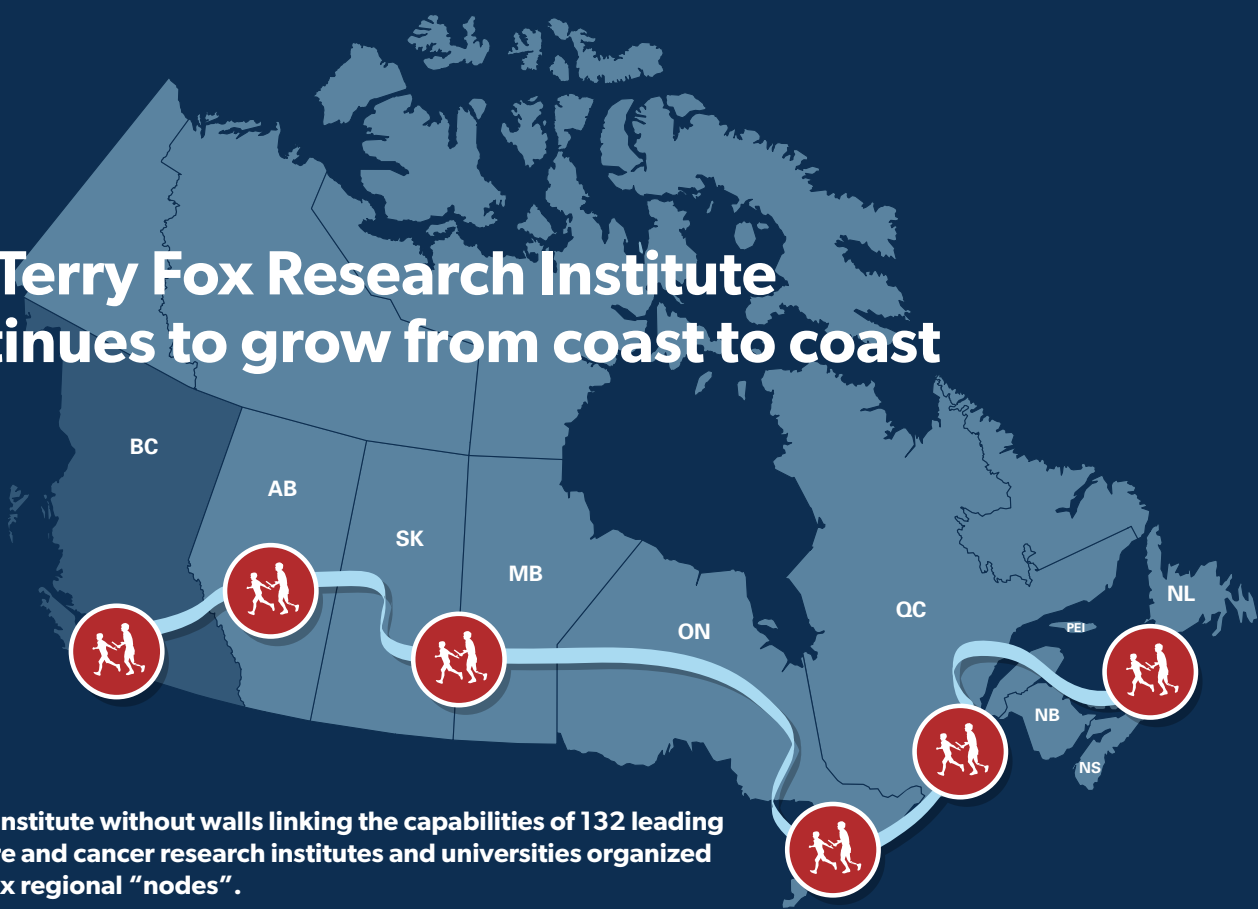 Terry Fox Research Institute
tinues to grow from coast to coast
BC
AB
SK
MB
ON
QC
NL
PEI
NB
NS
nstitute without walls linking the capabilities of 132 leading
e and cancer research institutes and universities organized
x regional “nodes”.